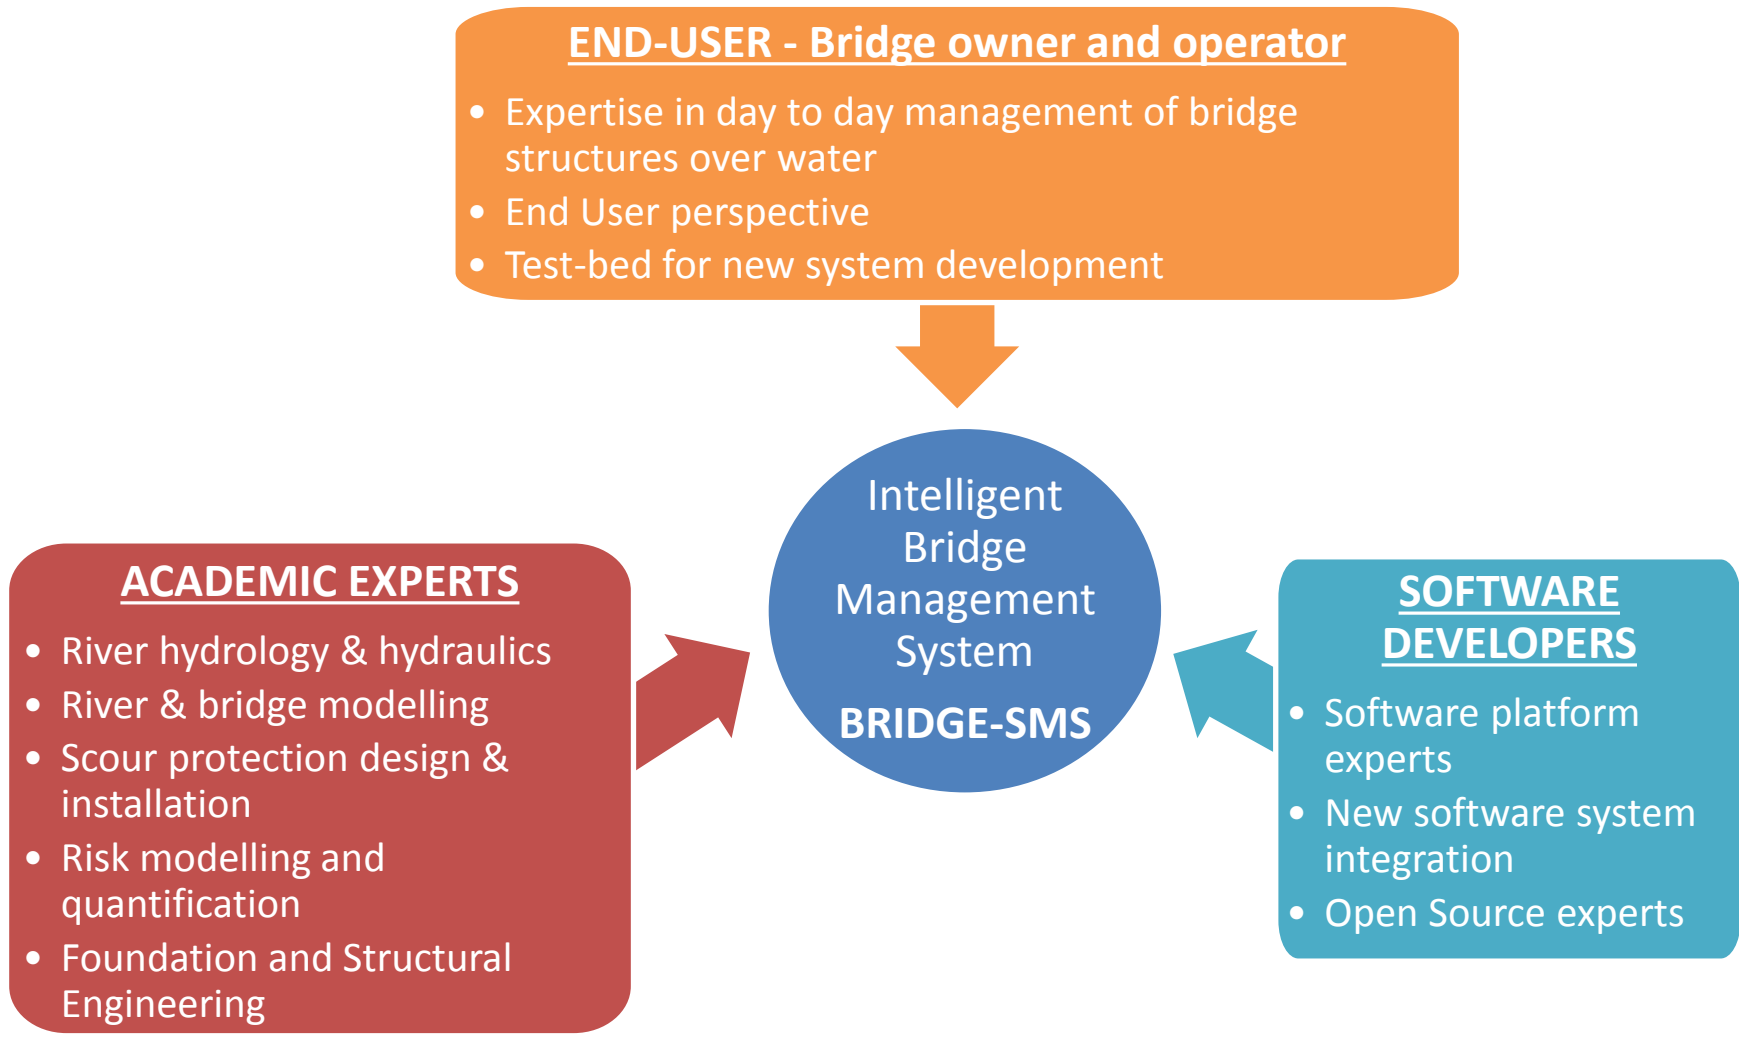 END-USER - Bridge owner and operator
• Expertise in day to day management of bridge
structures over water
• End User perspective
• Test-bed for new system development
Intelligent
Bridge
Management
System
BRIDGE-SMS
ACADEMIC EXPERTS
• River hydrology & hydraulics
• River & bridge modelling
• Scour protection design &
installation
• Risk modelling and
quantification
• Foundation and Structural
Engineering
SOFTWARE
DEVELOPERS
• Software platform
experts
• New software system
integration
• Open Source experts